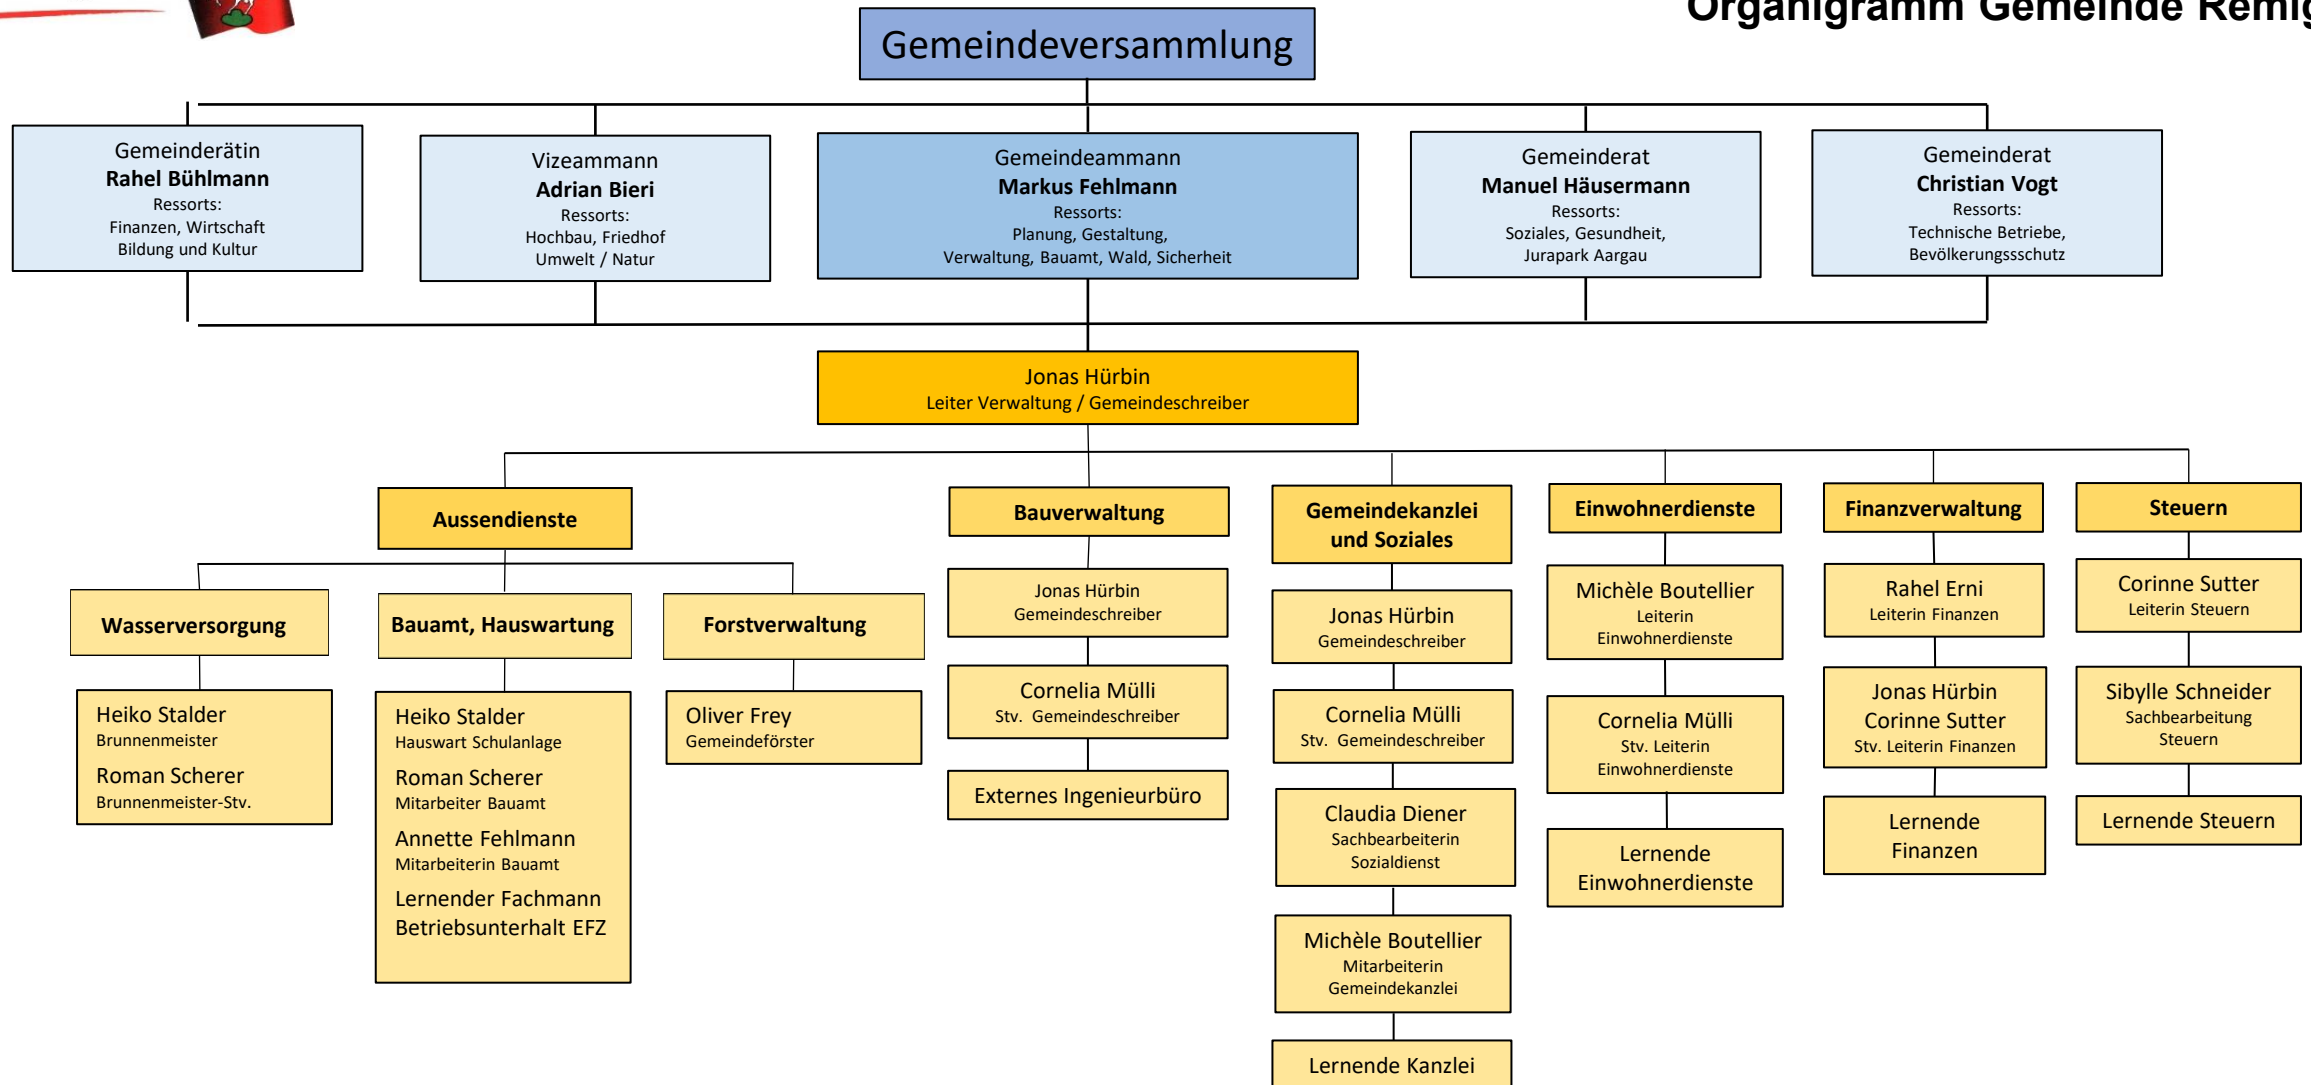 Organigramm Gemeinde Remig
Gemeindeversammlung
Gemeinderätin
Rahel Bühlmann
Ressorts:
Finanzen, Wirtschaft
Bildung und Kultur
Vizeammann
Adrian Bieri
Ressorts:
Hochbau, Friedhof
Umwelt / Natur
Gemeindeammann
Markus Fehlmann
Ressorts:
Planung, Gestaltung,
Verwaltung, Bauamt, Wald, Sicherheit
Gemeinderat
Manuel Häusermann
Ressorts:
Soziales, Gesundheit,
Jurapark Aargau
Gemeinderat
Christian Vogt
Ressorts:
Technische Betriebe,
Bevölkerungssschutz
Jonas Hürbin
Leiter Verwaltung / Gemeindeschreiber
Aussendienste
Wasserversorgung
Heiko Stalder
Brunnenmeister
Roman Scherer
Brunnenmeister-Stv.
Bauamt, Hauswartung
Heiko Stalder
Hauswart Schulanlage
Roman Scherer
Mitarbeiter Bauamt
Annette Fehlmann
Mitarbeiterin Bauamt
Lernender Fachmann
Betriebsunterhalt EFZ
Forstverwaltung
Oliver Frey
Gemeindeförster
Bauverwaltung
Jonas Hürbin
Gemeindeschreiber
Cornelia Mülli
Stv. Gemeindeschreiber
Externes Ingenieurbüro
Gemeindekanzlei
und Soziales
Jonas Hürbin
Gemeindeschreiber
Cornelia Mülli
Stv. Gemeindeschreiber
Claudia Diener
Sachbearbeiterin
Sozialdienst
Michèle Boutellier
Mitarbeiterin
Gemeindekanzlei
Lernende Kanzlei
Einwohnerdienste
Michèle Boutellier
Leiterin
Einwohnerdienste
Cornelia Mülli
Stv. Leiterin
Einwohnerdienste
Lernende
Einwohnerdienste
Finanzverwaltung
Rahel Erni
Leiterin Finanzen
Jonas Hürbin
Corinne Sutter
Stv. Leiterin Finanzen
Lernende
Finanzen
Steuern
Corinne Sutter
Leiterin Steuern
Sibylle Schneider
Sachbearbeitung
Steuern
Lernende Steuern